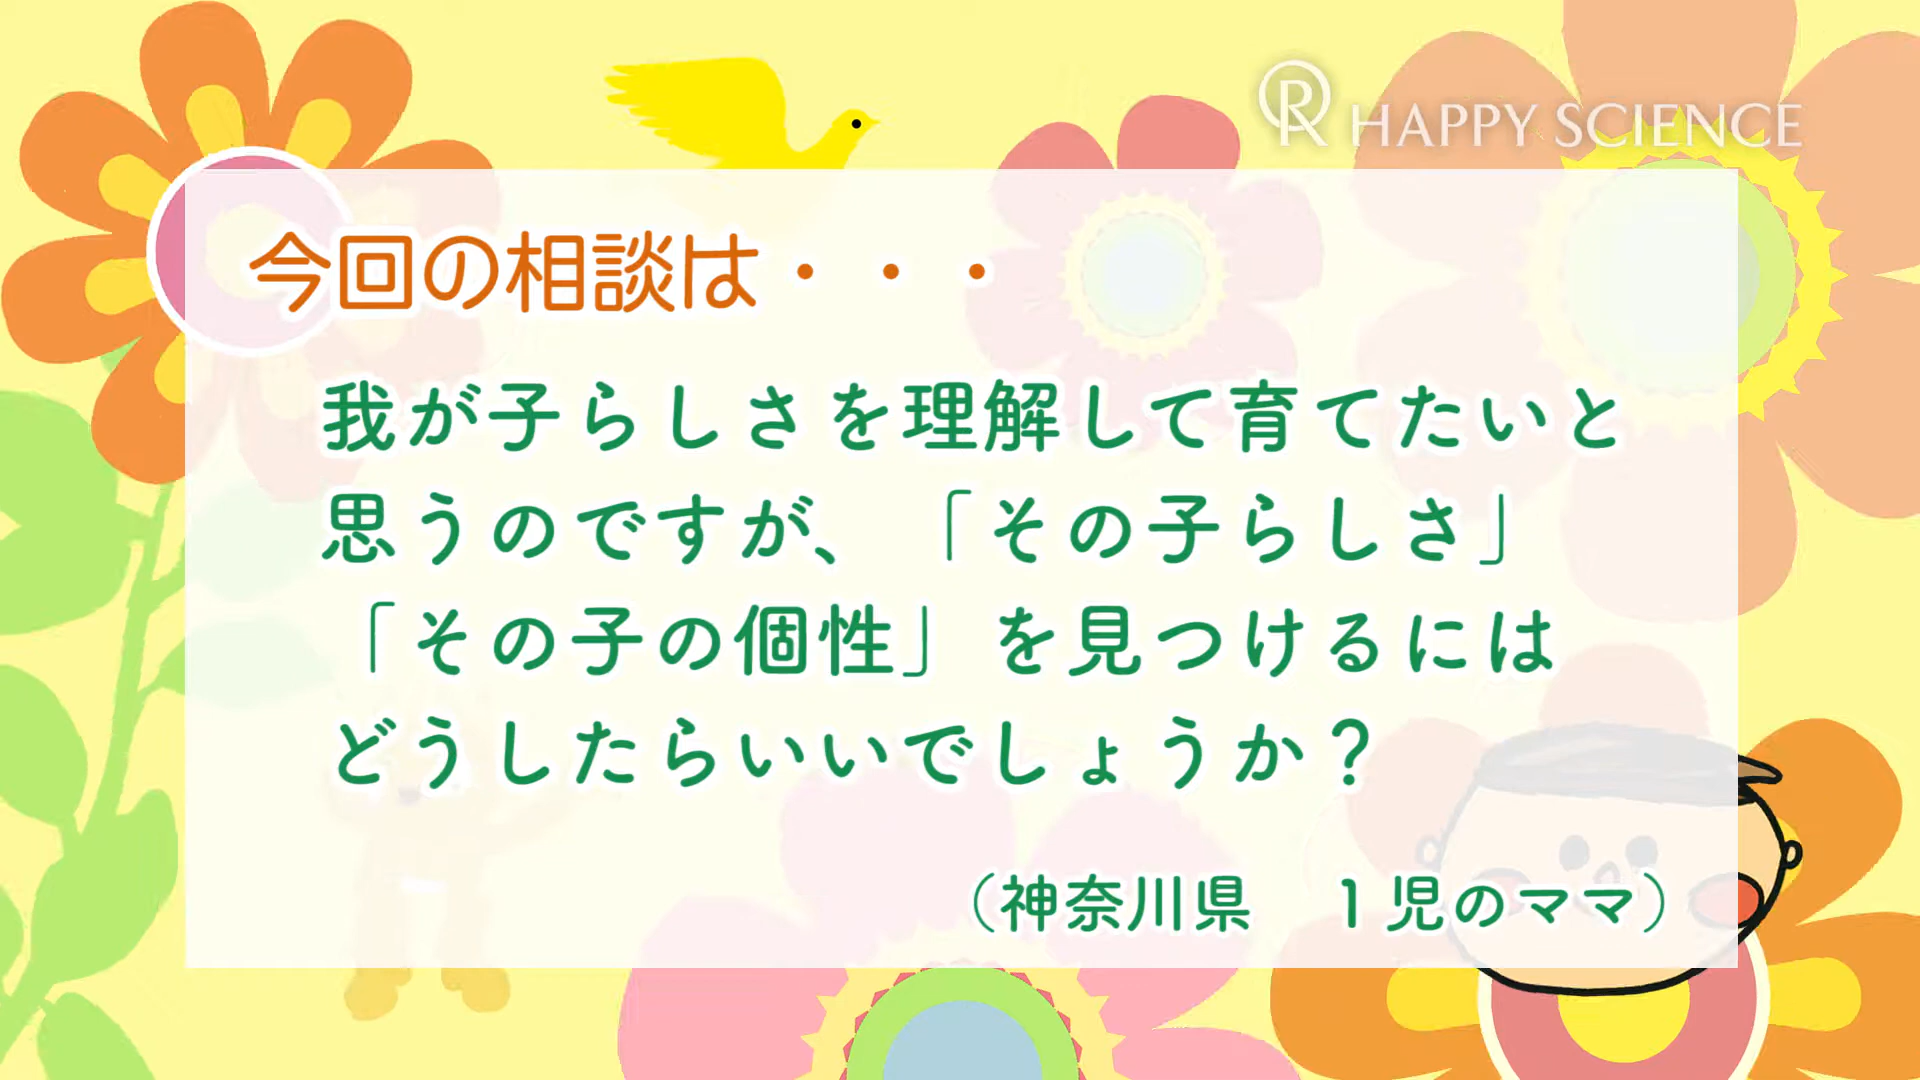 HAPPY SCIENCE
今回の相談は・・・
我が子らしさを理解して育てたいと
思うのですが、「その子らしさ」
「その子の個性」を見つけるには
どうしたらいいでしょうか？
（神奈川県　１児のママ）